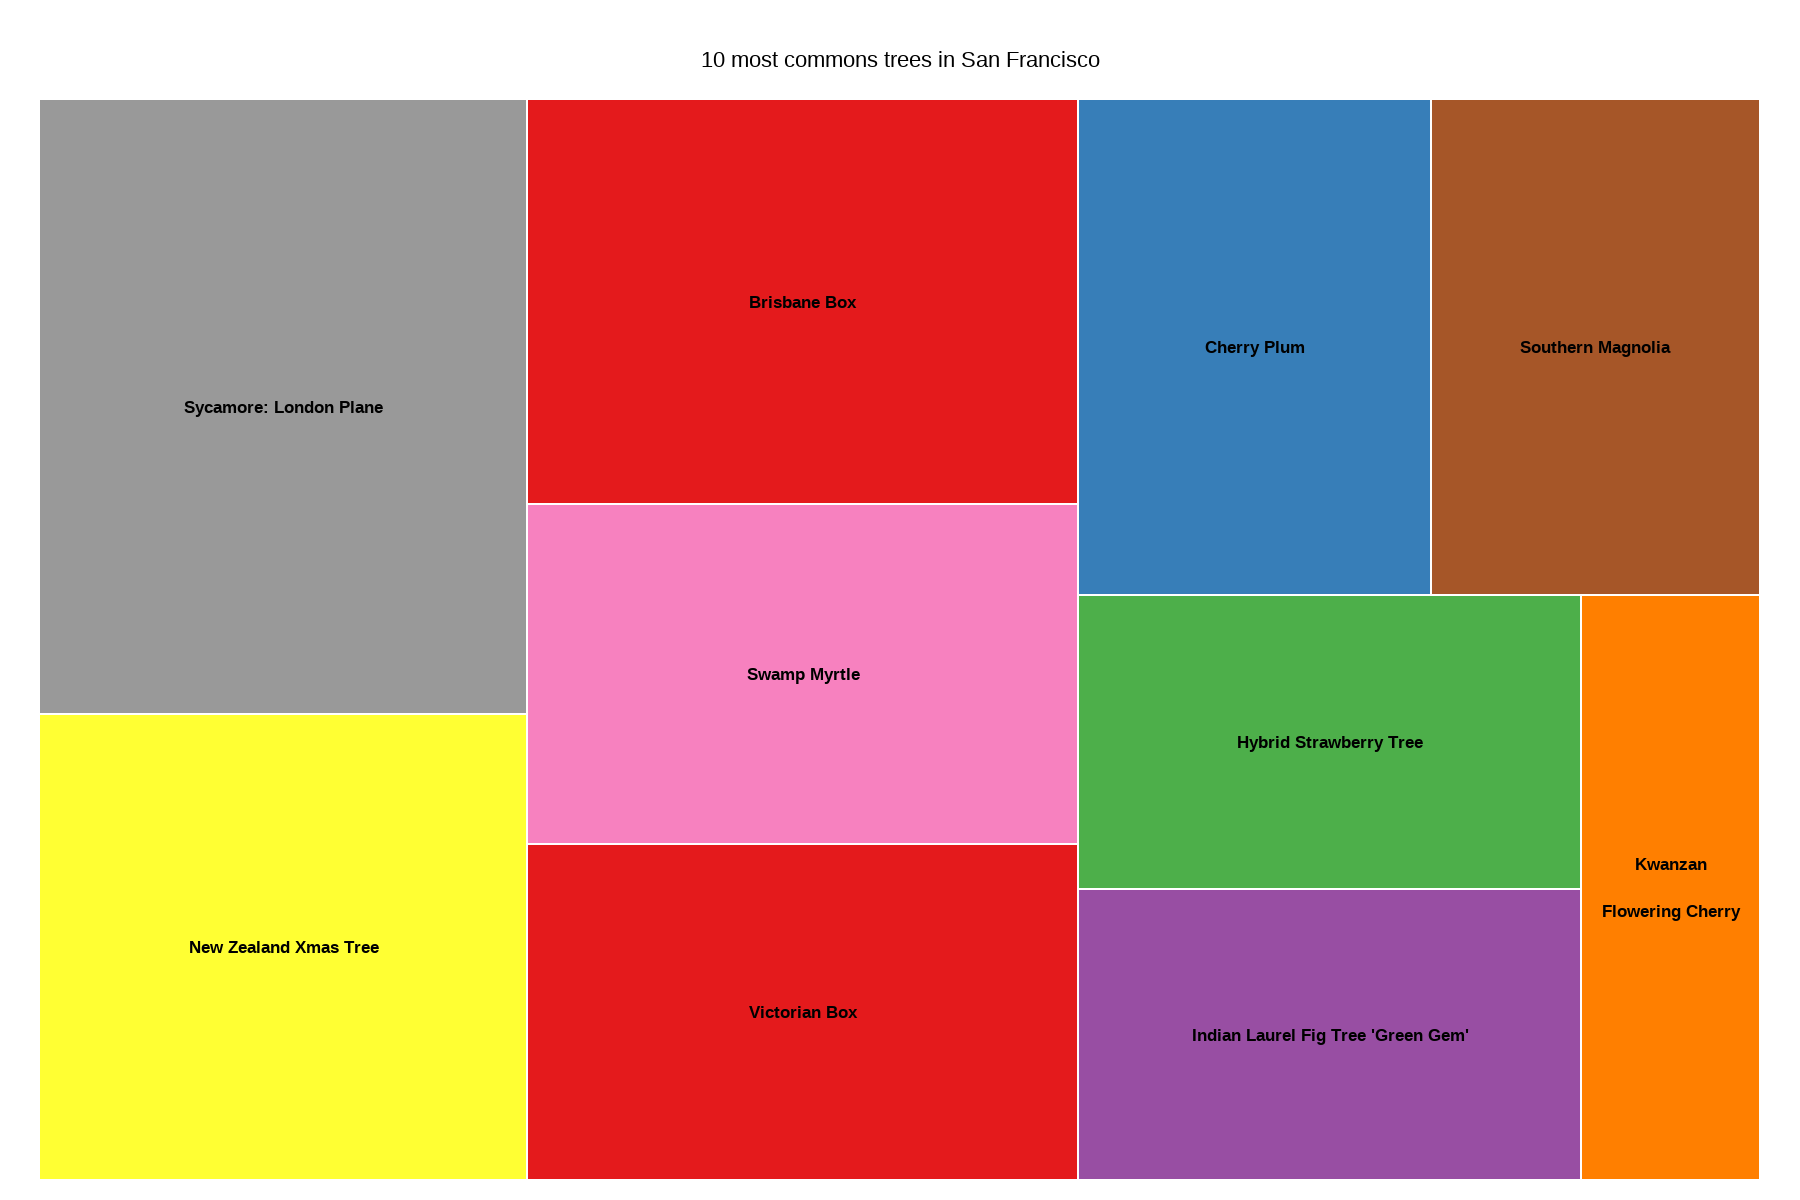 10 most commons trees in San Francisco
Sycamore: London Plane
New Zealand Xmas Tree
Brisbane Box
Swamp Myrtle
Victorian Box
Cherry Plum
Southern Magnolia
Hybrid Strawberry Tree
Indian Laurel Fig Tree 'Green Gem'
Kwanzan
Flowering Cherry